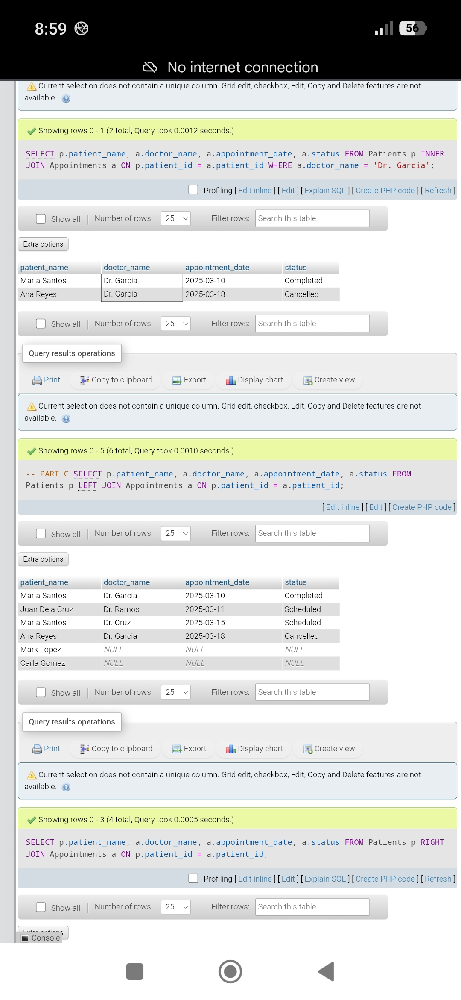 8:59
56
No internet connection
Current selection does not contain a unique column. Grid edit, checkbox, Edit, Copy and Delete features are not
available.
Showing rows 0 - 1 (2 total, Query took 0.0012 seconds.)
SELECT p.patient_name, a.doctor_name, a.appointment_date, a.status FROM Patients p INNER
JOIN Appointments a ON p.patient_id = a.patient_id WHERE a.doctor_name = 'Dr. Garcia';
Profiling [ Edit inline ] [ Edit ] [ Explain SQL ] [ Create PHP code ] [ Refresh ]
Show all | Number of rows: 25 Filter rows: Search this table
Extra options
patient_name doctor_name appointment_date status
Maria Santos Dr. Garcia 2025-03-10 Completed
Ana Reyes Dr. Garcia 2025-03-18 Cancelled
Show all | Number of rows: 25 Filter rows: Search this table
Query results operations
Print Copy to clipboard Export Display chart Create view
Current selection does not contain a unique column. Grid edit, checkbox, Edit, Copy and Delete features are not
available.
Showing rows 0 - 5 (6 total, Query took 0.0010 seconds.)
-- PART C SELECT p.patient_name, a.doctor_name, a.appointment_date, a.status FROM
Patients p LEFT JOIN Appointments a ON p.patient_id = a.patient_id;
[ Edit inline ] [ Edit ] [ Create PHP code ]
Show all | Number of rows: 25 Filter rows: Search this table
Extra options
patient_name doctor_name appointment_date status
Maria Santos Dr. Garcia 2025-03-10 Completed
Juan Dela Cruz Dr. Ramos 2025-03-11 Scheduled
Maria Santos Dr. Cruz 2025-03-15 Scheduled
Ana Reyes Dr. Garcia 2025-03-18 Cancelled
Mark Lopez NULL NULL NULL
Carla Gomez NULL NULL NULL
Show all | Number of rows: 25 Filter rows: Search this table
Query results operations
Print Copy to clipboard Export Display chart Create view
Current selection does not contain a unique column. Grid edit, checkbox, Edit, Copy and Delete features are not
available.
Showing rows 0 - 3 (4 total, Query took 0.0005 seconds.)
SELECT p.patient_name, a.doctor_name, a.appointment_date, a.status FROM Patients p RIGHT
JOIN Appointments a ON p.patient_id = a.patient_id;
Profiling [ Edit inline ] [ Edit ] [ Explain SQL ] [ Create PHP code ] [ Refresh ]
Show all | Number of rows: 25 Filter rows: Search this table
Extra options
Console